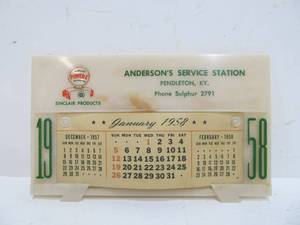 POWER-X
SINCLAIR PRODUCTS
ANDERSON'S SERVICE STATION
PENDLETON, KY.
Phone Sulphur 2791
19
58
DECEMBER - 1957
January 1958
SUN MON TUE WED THU FRI SAT
1 2 3 4
5 6 7 8 9 10 11
12 13 14 15 16 17 18
19 20 21 22 23 24 25
26 27 28 29 30 31
FEBRUARY - 1958